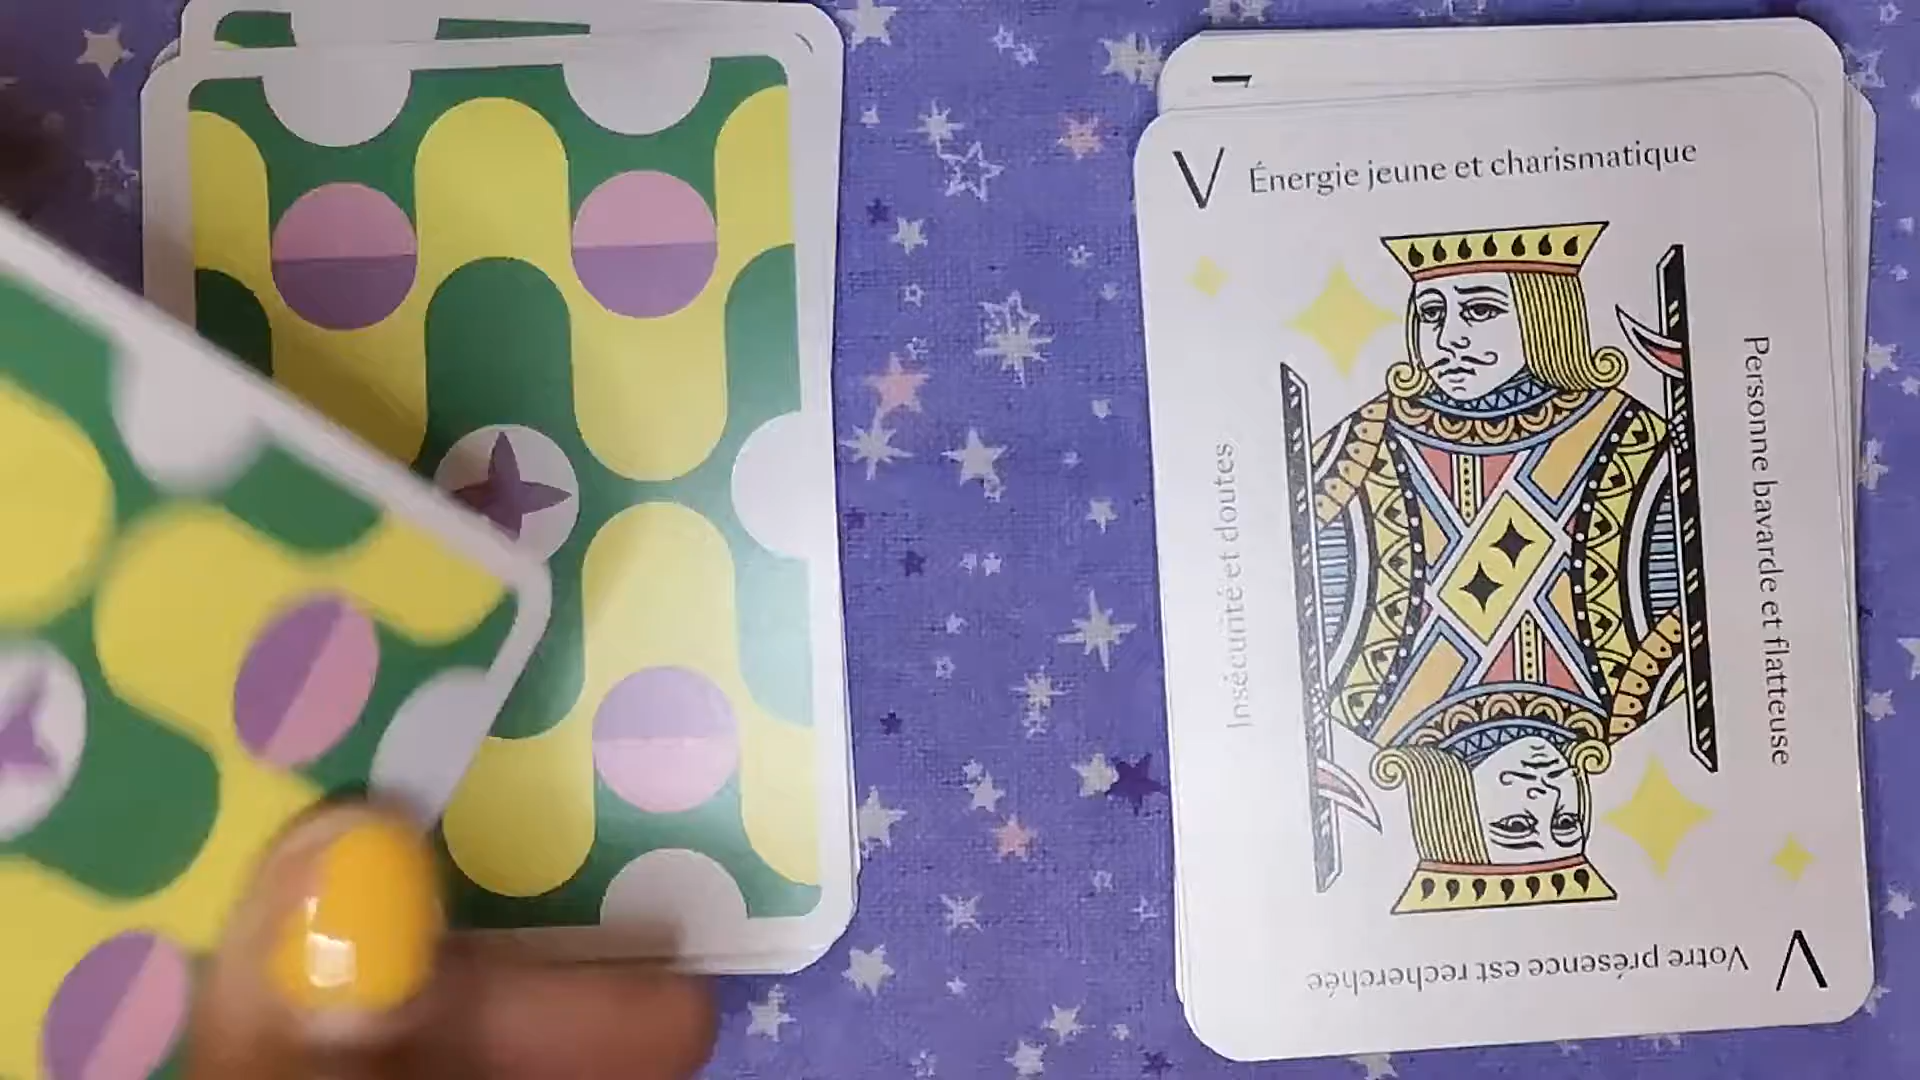 V Énergie jeune et charismatique
Personne bavarde et flatteuse
Insécurité et doutes
Votre présence est recherchée
V